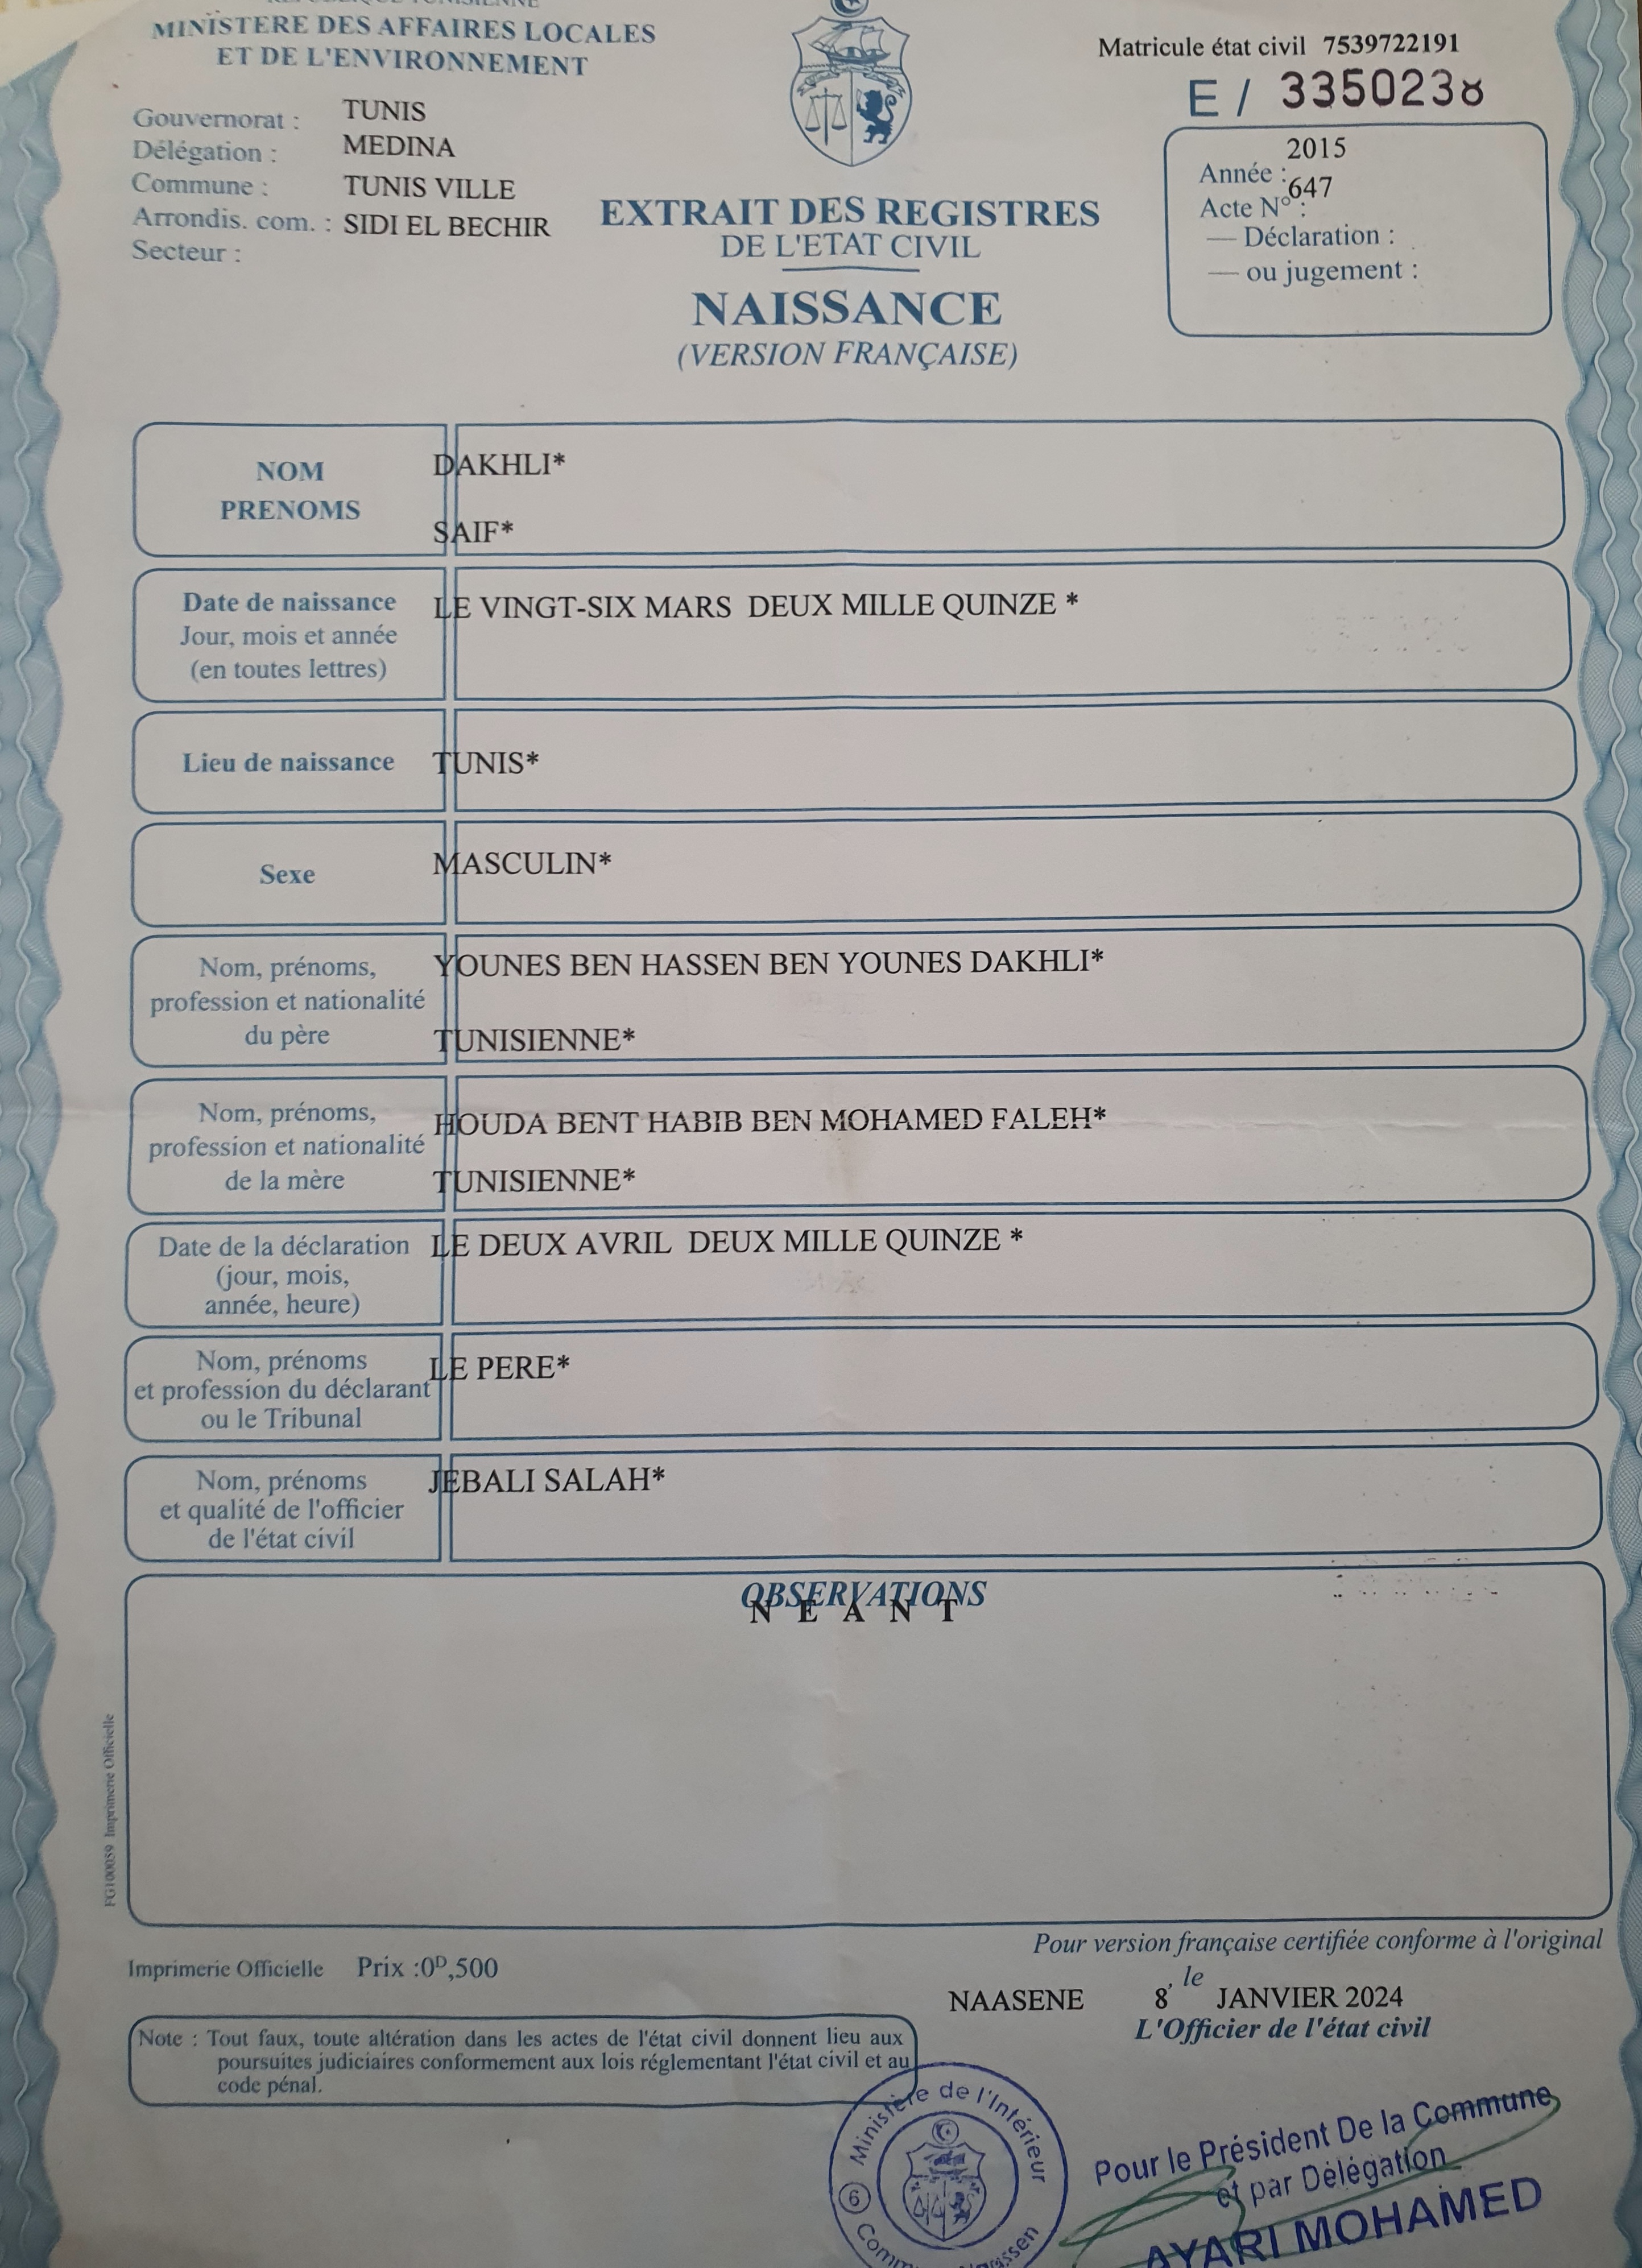 MINISTERE DES AFFAIRES LOCALES
ET DE L'ENVIRONNEMENT
Gouvernorat : TUNIS
Délégation : MEDINA
Commune : TUNIS VILLE
Arrondis. com. : SIDI EL BECHIR
Secteur :
Matricule état civil 7539722191
E / 3350238
2015
Année :
647
Acte N° :
— Déclaration :
— ou jugement :
EXTRAIT DES REGISTRES
DE L'ETAT CIVIL
NAISSANCE
(VERSION FRANÇAISE)
NOM
PRENOMS
DAKHLI*
SAIF*
Date de naissance
Jour, mois et année
(en toutes lettres)
LE VINGT-SIX MARS DEUX MILLE QUINZE *
Lieu de naissance
TUNIS*
Sexe
MASCULIN*
Nom, prénoms,
profession et nationalité
du père
YOUNES BEN HASSEN BEN YOUNES DAKHLI*
TUNISIENNE*
Nom, prénoms,
profession et nationalité
de la mère
HOUDA BENT HABIB BEN MOHAMED FALEH*
TUNISIENNE*
Date de la déclaration
(jour, mois,
année, heure)
LE DEUX AVRIL DEUX MILLE QUINZE *
Nom, prénoms
et profession du déclarant
ou le Tribunal
LE PERE*
Nom, prénoms
et qualité de l'officier
de l'état civil
JEBALI SALAH*
OBSERVATIONS
N E A N T
FG100059 Imprimerie Officielle
Pour version française certifiée conforme à l'original
Imprimerie Officielle Prix :0D,500
, le
NAASENE 8 JANVIER 2024
L'Officier de l'état civil
Note : Tout faux, toute altération dans les actes de l'état civil donnent lieu aux
poursuites judiciaires conformement aux lois réglementant l'état civil et au
code pénal.
Ministère de l'Intérieur
6
Pour le Président De la Commune
et par Délégation
AYARI MOHAMED